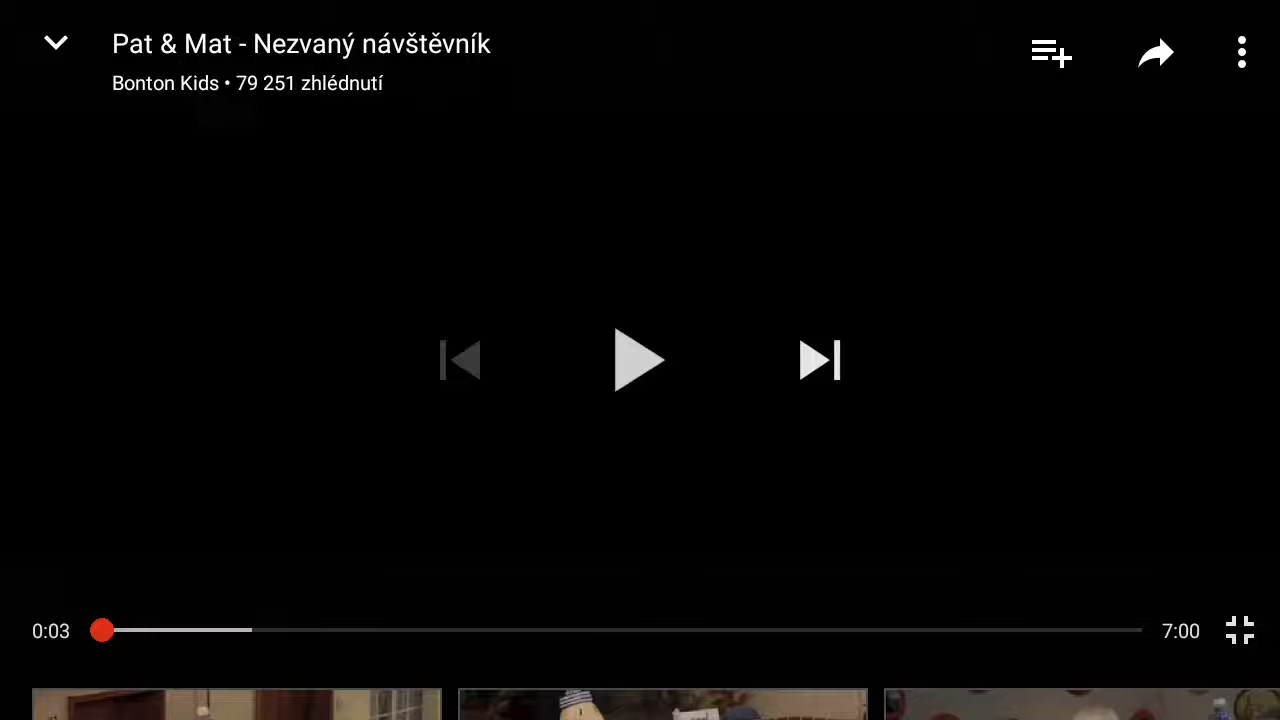 Pat & Mat - Nezvaný návštěvník
Bonton Kids • 79 251 zhlédnutí
0:03
7:00